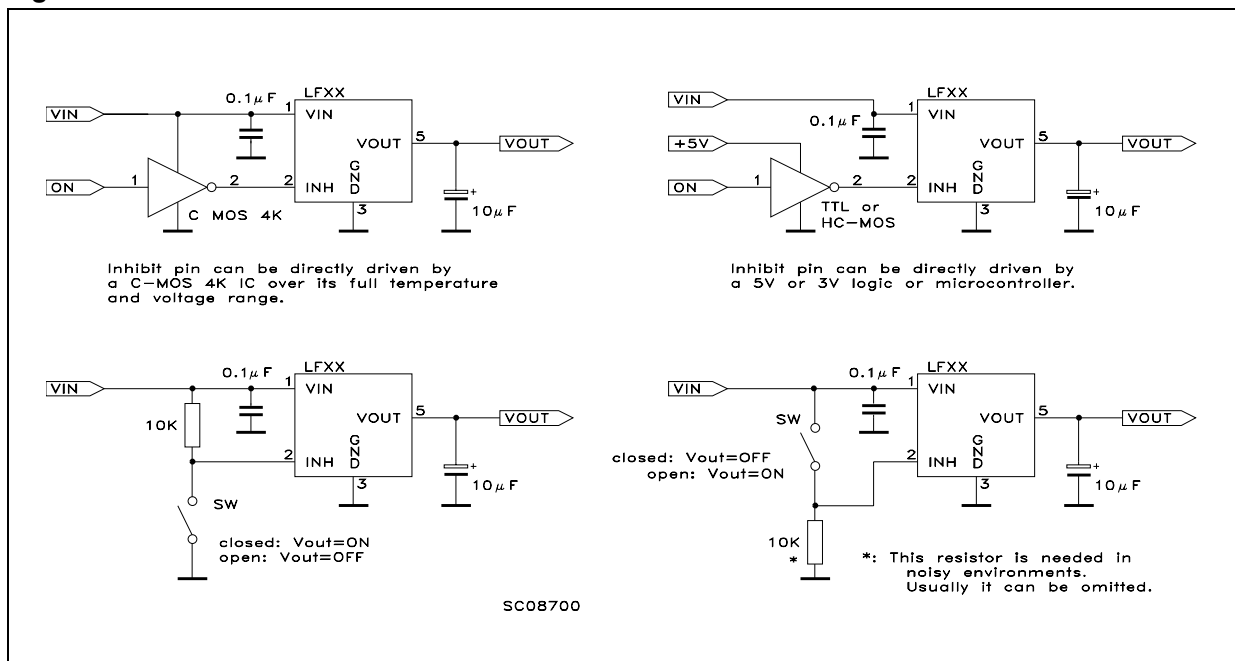 LFXX
0.1μF
VIN
1
VIN
VOUT
5
VOUT
GND
ON
1
2
2
INH
3
C MOS 4K
+
10μF
Inhibit pin can be directly driven by
a C-MOS 4K IC over its full temperature
and voltage range.
LFXX
VIN
1
VIN
0.1μF
+5V
VOUT
5
VOUT
GND
ON
1
2
2
INH
3
TTL or
HC-MOS
+
10μF
Inhibit pin can be directly driven by
a 5V or 3V logic or microcontroller.
LFXX
0.1μF
VIN
1
VIN
10K
VOUT
5
VOUT
GND
2
INH
3
+
10μF
SW
closed: Vout=ON
open: Vout=OFF
LFXX
0.1μF
VIN
1
VIN
SW
VOUT
5
VOUT
GND
closed: Vout=OFF
open: Vout=ON
2
INH
3
+
10μF
10K
*
*: This resistor is needed in
noisy environments.
Usually it can be omitted.
SC08700